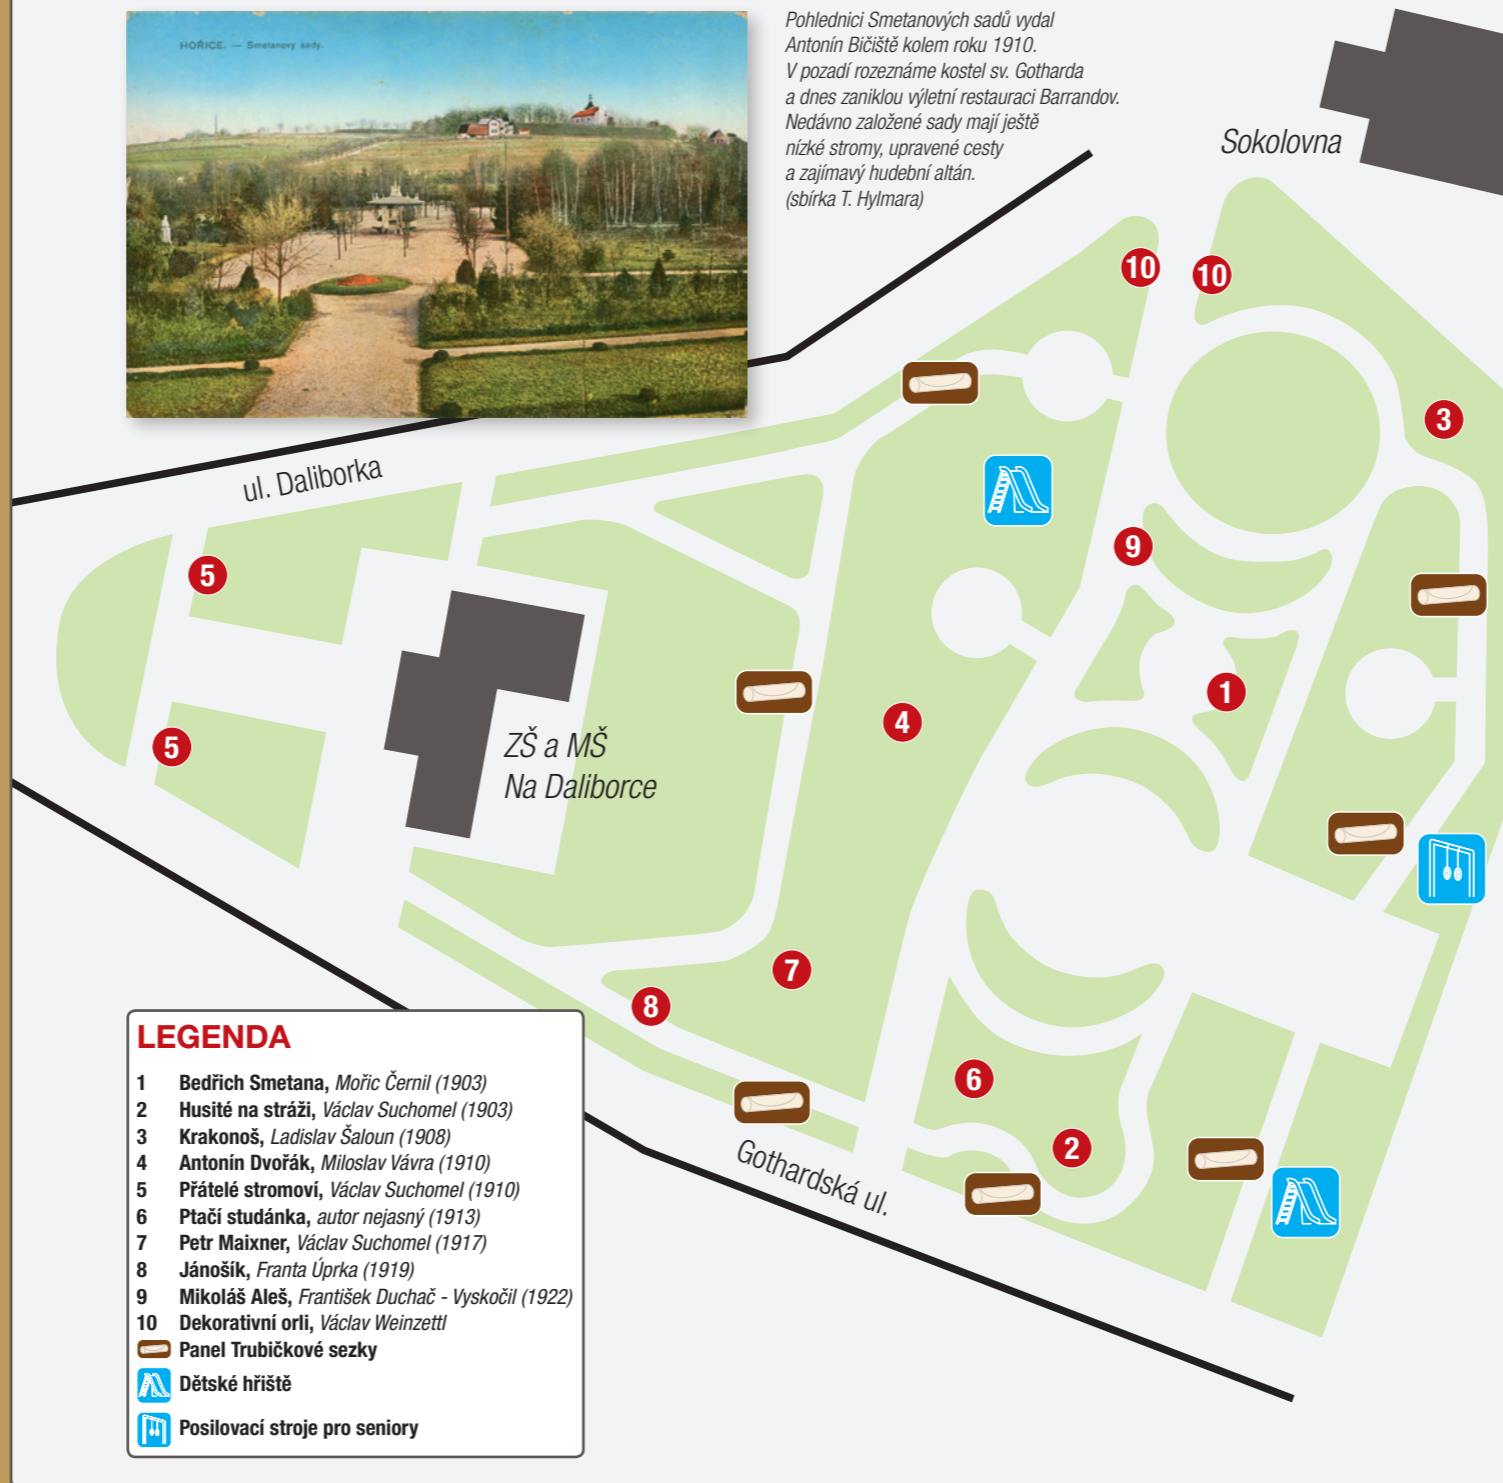 HOŘICE. — Smetanovy sady.
Pohlednici Smetanových sadů vydal
Antonín Bičiště kolem roku 1910.
V pozadí rozeznáme kostel sv. Gotharda
a dnes zaniklou výletní restauraci Barrandov.
Nedávno založené sady mají ještě
nízké stromy, upravené cesty
a zajímavý hudební altán.
(sbírka T. Hylmara)
Sokolovna
10
10
3
ul. Daliborka
9
5
1
4
5
ZŠ a MŠ
Na Daliborce
7
8
6
2
Gothardská ul.
LEGENDA
1 Bedřich Smetana, Mořic Černil (1903)
2 Husité na stráži, Václav Suchomel (1903)
3 Krakonoš, Ladislav Šaloun (1908)
4 Antonín Dvořák, Miloslav Vávra (1910)
5 Přátelé stromoví, Václav Suchomel (1910)
6 Ptačí studánka, autor nejasný (1913)
7 Petr Maixner, Václav Suchomel (1917)
8 Jánošík, Franta Úprka (1919)
9 Mikoláš Aleš, František Duchač - Vyskočil (1922)
10 Dekorativní orli, Václav Weinzettl
Panel Trubičkové sezky
Dětské hřiště
Posilovací stroje pro seniory